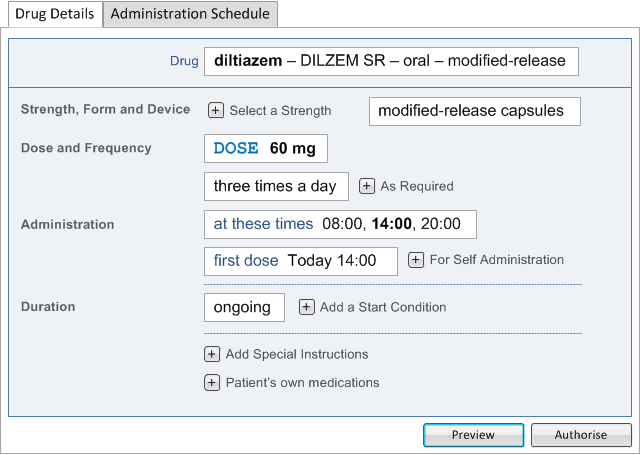 Drug Details Administration Schedule
Drug diltiazem – DILZEM SR – oral – modified-release
Strength, Form and Device + Select a Strength modified-release capsules
Dose and Frequency DOSE 60 mg
three times a day + As Required
Administration at these times 08:00, 14:00, 20:00
first dose Today 14:00 + For Self Administration
Duration ongoing + Add a Start Condition
+ Add Special Instructions
+ Patient's own medications
Preview Authorise